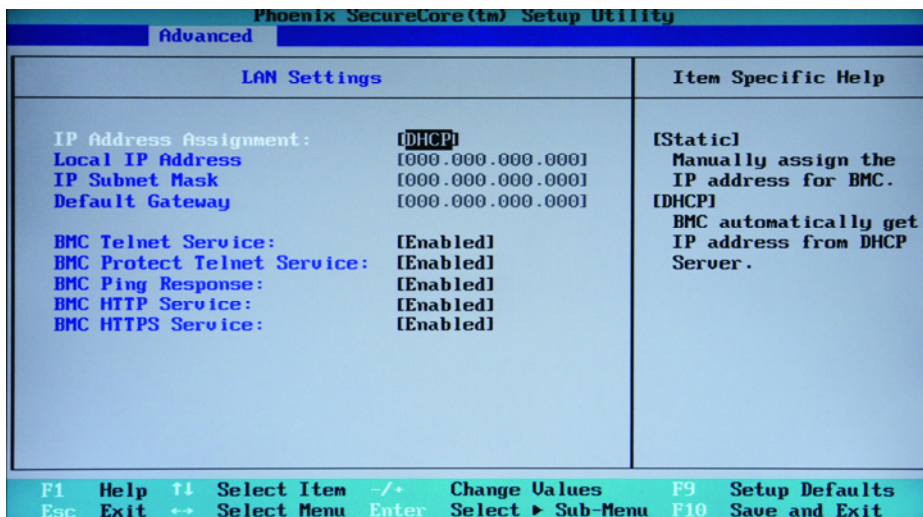 Phoenix SecureCore(tm) Setup Utility
Advanced
LAN Settings
Item Specific Help
IP Address Assignment: [DHCP]
Local IP Address [000.000.000.000]
IP Subnet Mask [000.000.000.000]
Default Gateway [000.000.000.000]
BMC Telnet Service: [Enabled]
BMC Protect Telnet Service: [Enabled]
BMC Ping Response: [Enabled]
BMC HTTP Service: [Enabled]
BMC HTTPS Service: [Enabled]
[Static]
Manually assign the
IP address for BMC.
[DHCP]
BMC automatically get
IP address from DHCP
Server.
F1 Help ↑↓ Select Item -/+ Change Values F9 Setup Defaults
Esc Exit ↔ Select Menu Enter Select ▶ Sub-Menu F10 Save and Exit